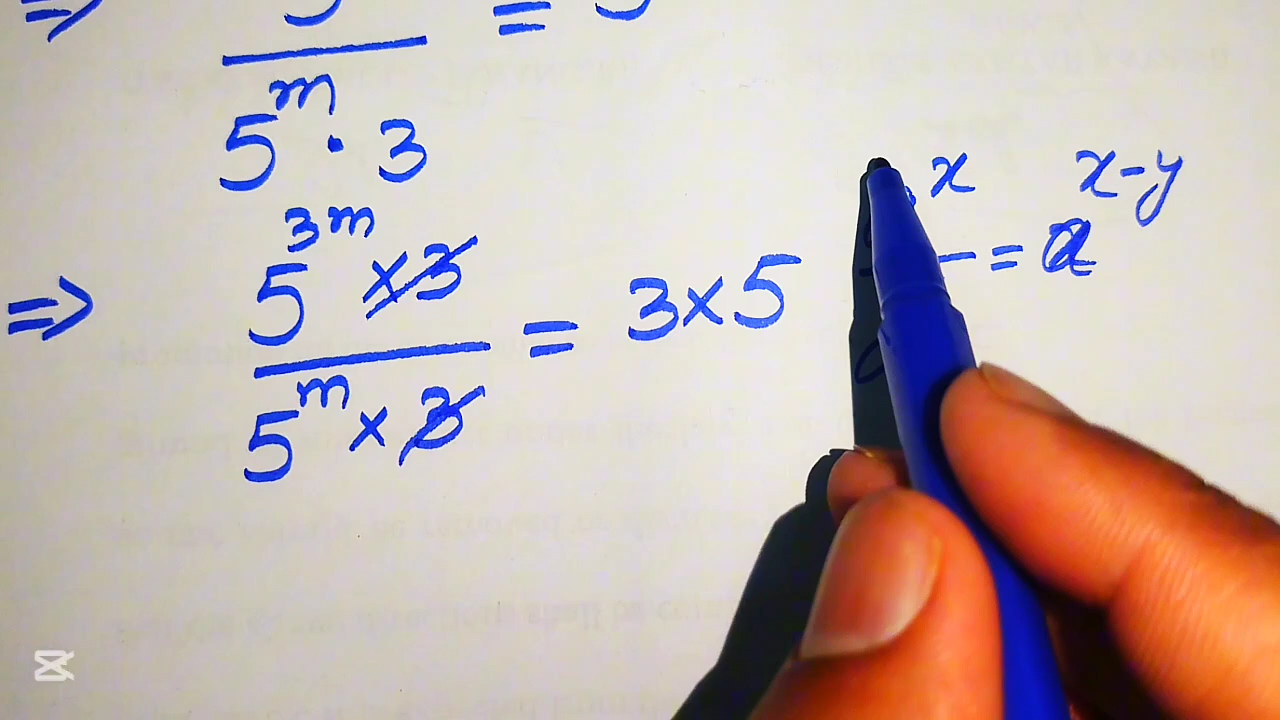 ⇒ ── =
5^m · 3
⇒ 5^{3m} × 3 / 5^m × 3 = 3 × 5
x ─ = a^{x-y}